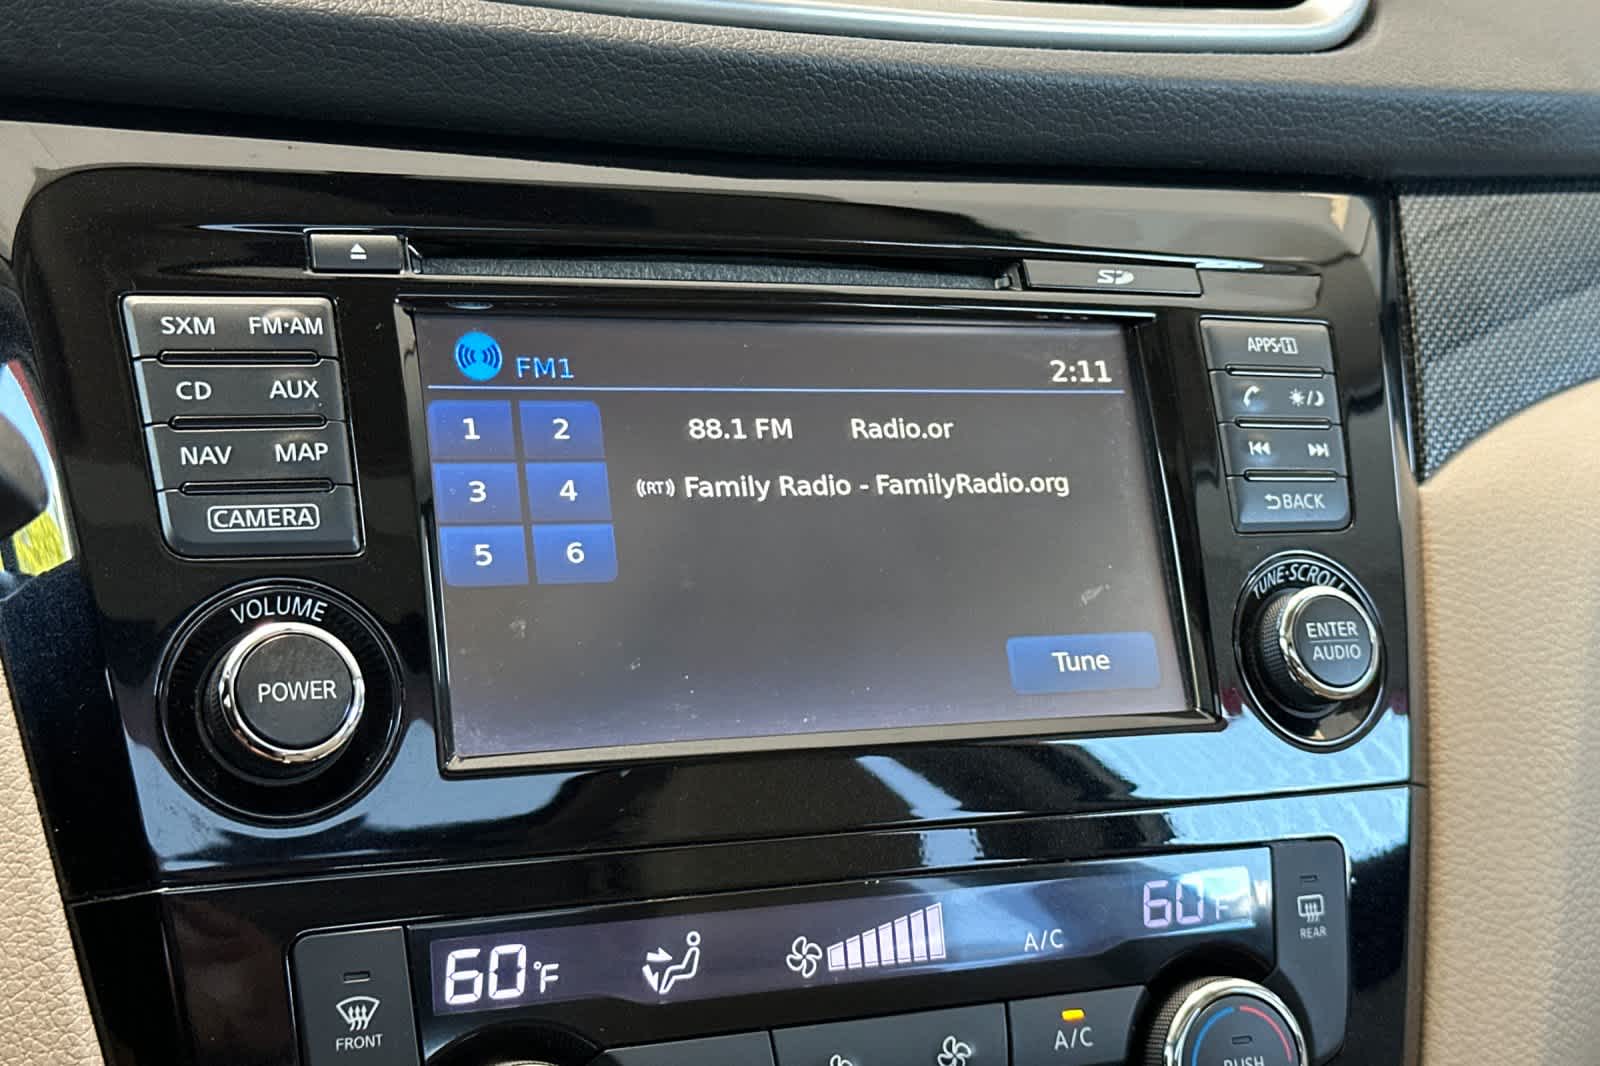 SD
SXM FM·AM
CD AUX
NAV MAP
CAMERA
VOLUME
POWER
FM1 2:11
1 2 88.1 FM Radio.or
3 4 ((RT)) Family Radio - FamilyRadio.org
5 6
Tune
APPS·i
BACK
TUNE·SCROLL
ENTER
AUDIO
60°F A/C 60°F
FRONT
REAR
A/C
PUSH